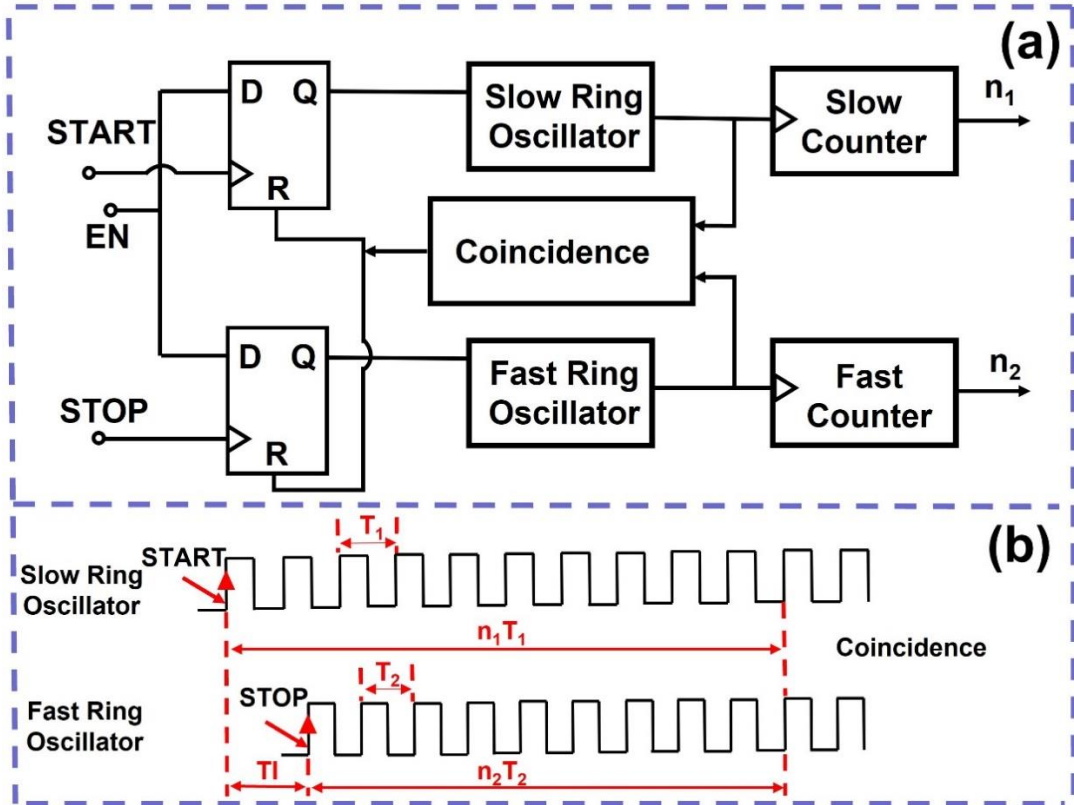 (a)
START
EN
STOP
D Q
R
Slow Ring
Oscillator
Slow
Counter
n₁
Coincidence
D Q
R
Fast Ring
Oscillator
Fast
Counter
n₂
(b)
T₁
START
Slow Ring
Oscillator
n₁T₁
Coincidence
T₂
STOP
Fast Ring
Oscillator
TI
n₂T₂